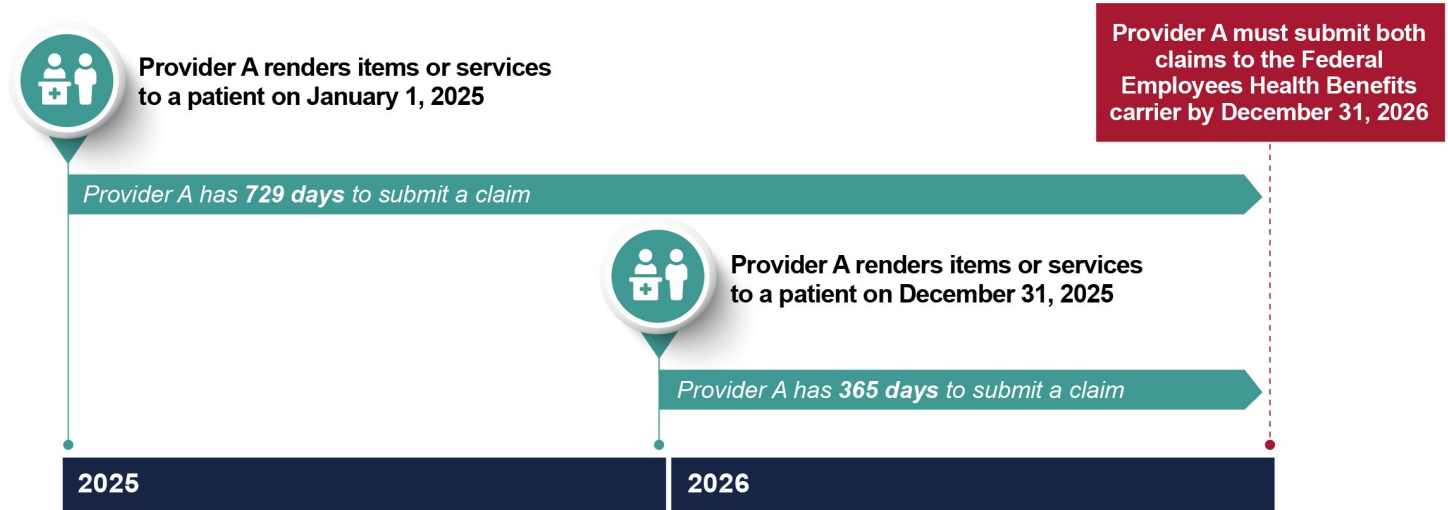 Provider A renders items or services
to a patient on January 1, 2025
Provider A must submit both
claims to the Federal
Employees Health Benefits
carrier by December 31, 2026
Provider A has 729 days to submit a claim
Provider A renders items or services
to a patient on December 31, 2025
Provider A has 365 days to submit a claim
2025
2026